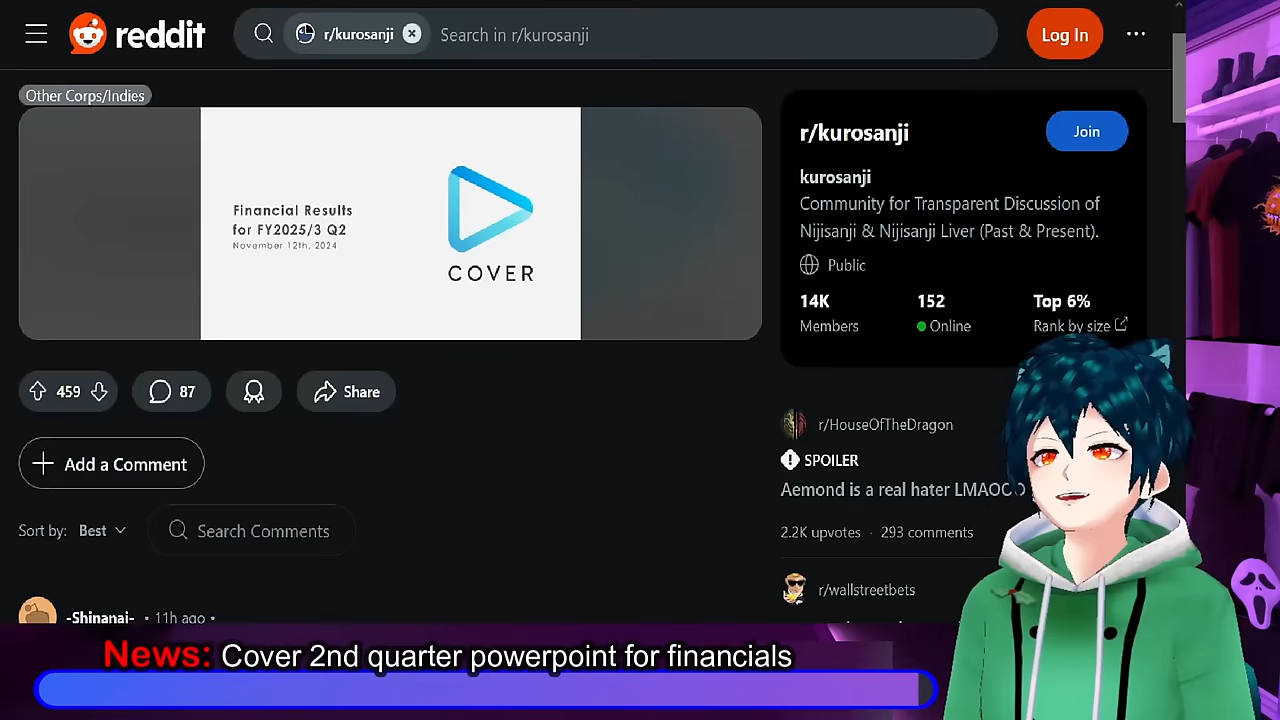 reddit
r/kurosanji
Search in r/kurosanji
Log In
Other Corps/Indies
Financial Results
for FY2025/3 Q2
November 12th, 2024
COVER
459
87
Share
Add a Comment
Sort by: Best
Search Comments
-Shinanai- • 11h ago •
r/kurosanji
Join
kurosanji
Community for Transparent Discussion of
Nijisanji & Nijisanji Liver (Past & Present).
Public
14K
Members
152
Online
Top 6%
Rank by size
r/HouseOfTheDragon
SPOILER
Aemond is a real hater LMAOOO
2.2K upvotes · 293 comments
r/wallstreetbets
News: Cover 2nd quarter powerpoint for financials